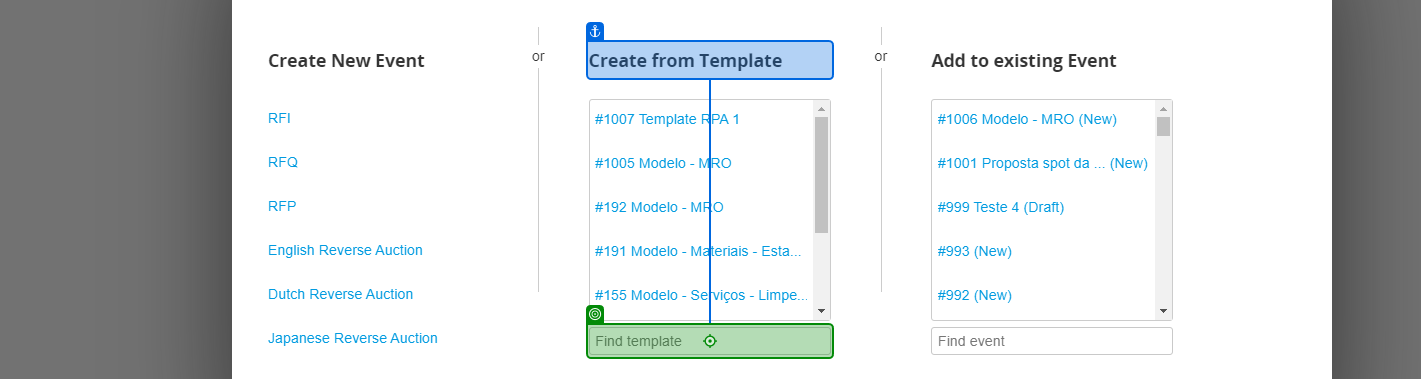 Create New Event
RFI
RFQ
RFP
English Reverse Auction
Dutch Reverse Auction
Japanese Reverse Auction
or
Create from Template
#1007 Template RPA 1
#1005 Modelo - MRO
#192 Modelo - MRO
#191 Modelo - Materiais - Esta...
#155 Modelo - Serviços - Limpe...
Find template
or
Add to existing Event
#1006 Modelo - MRO (New)
#1001 Proposta spot da ... (New)
#999 Teste 4 (Draft)
#993 (New)
#992 (New)
Find event